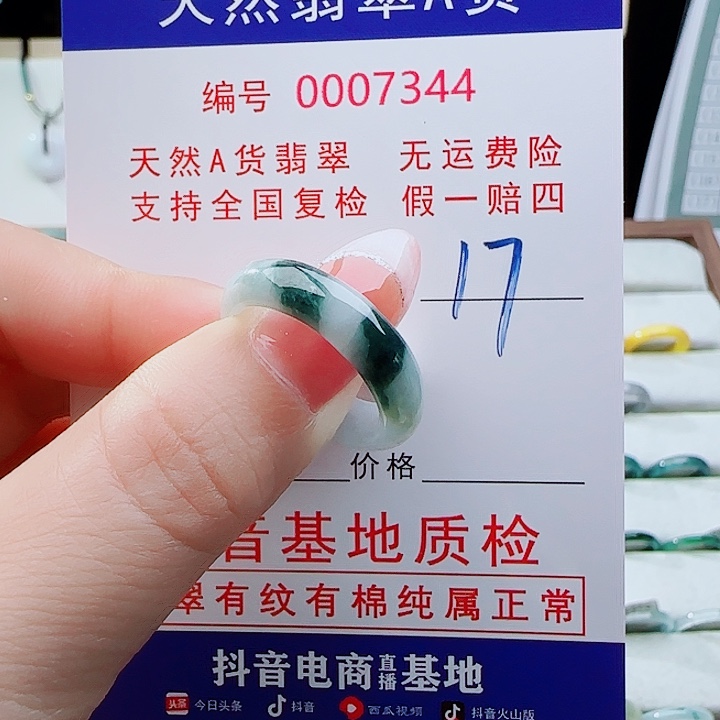 天然翡翠A货
编号 0007344
天然A货翡翠 无运费险
支持全国复检 假一赔四
17
价格
音基地质检
翠有纹有棉纯属正常
抖音电商直播基地
今日头条 抖音 西瓜视频 抖音火山版